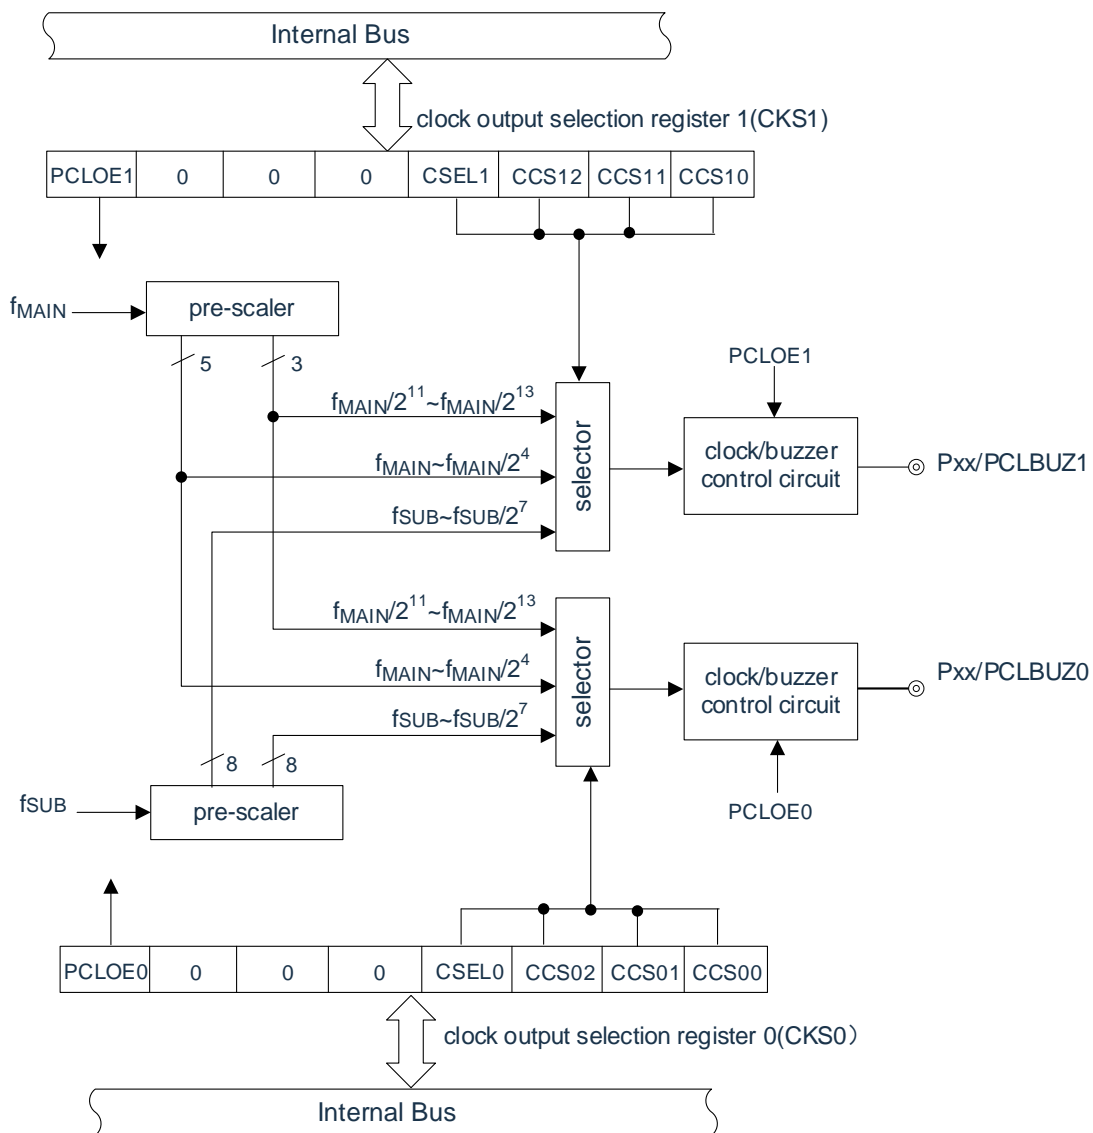 Internal Bus
clock output selection register 1(CKS1)
PCLOE1 0 0 0 CSEL1 CCS12 CCS11 CCS10
fMAIN
pre-scaler
5
3
PCLOE1
fMAIN/2^11~fMAIN/2^13
fMAIN~fMAIN/2^4
fSUB~fSUB/2^7
selector
clock/buzzer
control circuit
Pxx/PCLBUZ1
fMAIN/2^11~fMAIN/2^13
fMAIN~fMAIN/2^4
fSUB~fSUB/2^7
selector
clock/buzzer
control circuit
Pxx/PCLBUZ0
8
8
fSUB
pre-scaler
PCLOE0
PCLOE0 0 0 0 CSEL0 CCS02 CCS01 CCS00
clock output selection register 0(CKS0）
Internal Bus